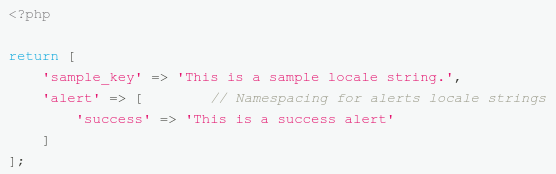 <?php

return [
    'sample_key' => 'This is a sample locale string.',
    'alert' => [        // Namespacing for alerts locale strings
        'success' => 'This is a success alert'
    ]
];